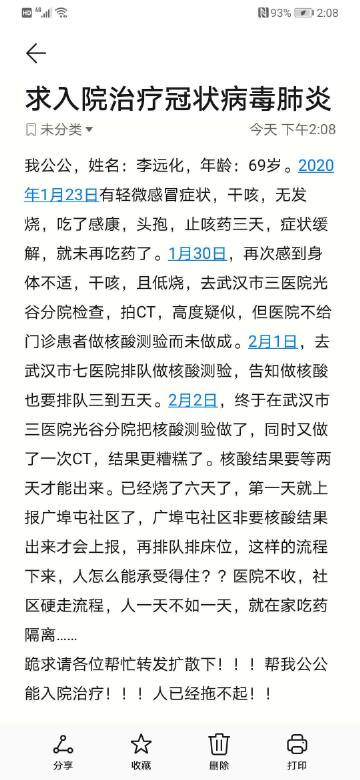 93% 2:08
求入院治疗冠状病毒肺炎
未分类
今天 下午2:08
我公公，姓名：李远化，年龄：69岁。2020
年1月23日有轻微感冒症状，干咳，无发
烧，吃了感康，头孢，止咳药三天，症状缓
解，就未再吃药了。1月30日，再次感到身
体不适，干咳，且低烧，去武汉市三医院光
谷分院检查，拍CT，高度疑似，但医院不给
门诊患者做核酸测验而未做成。2月1日，去
武汉市七医院排队做核酸测验，告知做核酸
也要排队三到五天。2月2日，终于在武汉市
三医院光谷分院把核酸测验做了，同时又做
了一次CT，结果更糟糕了。核酸结果要等两
天才能出来。已经烧了六天了，第一天就上
报广埠屯社区了，广埠屯社区非要核酸结果
出来才会上报，再排队排床位，这样的流程
下来，人怎么能承受得住？？医院不收，社
区硬走流程，人一天不如一天，就在家吃药
隔离......
跪求请各位帮忙转发扩散下！！！帮我公公
能入院治疗！！！人已经拖不起！！
分享
收藏
删除
打印